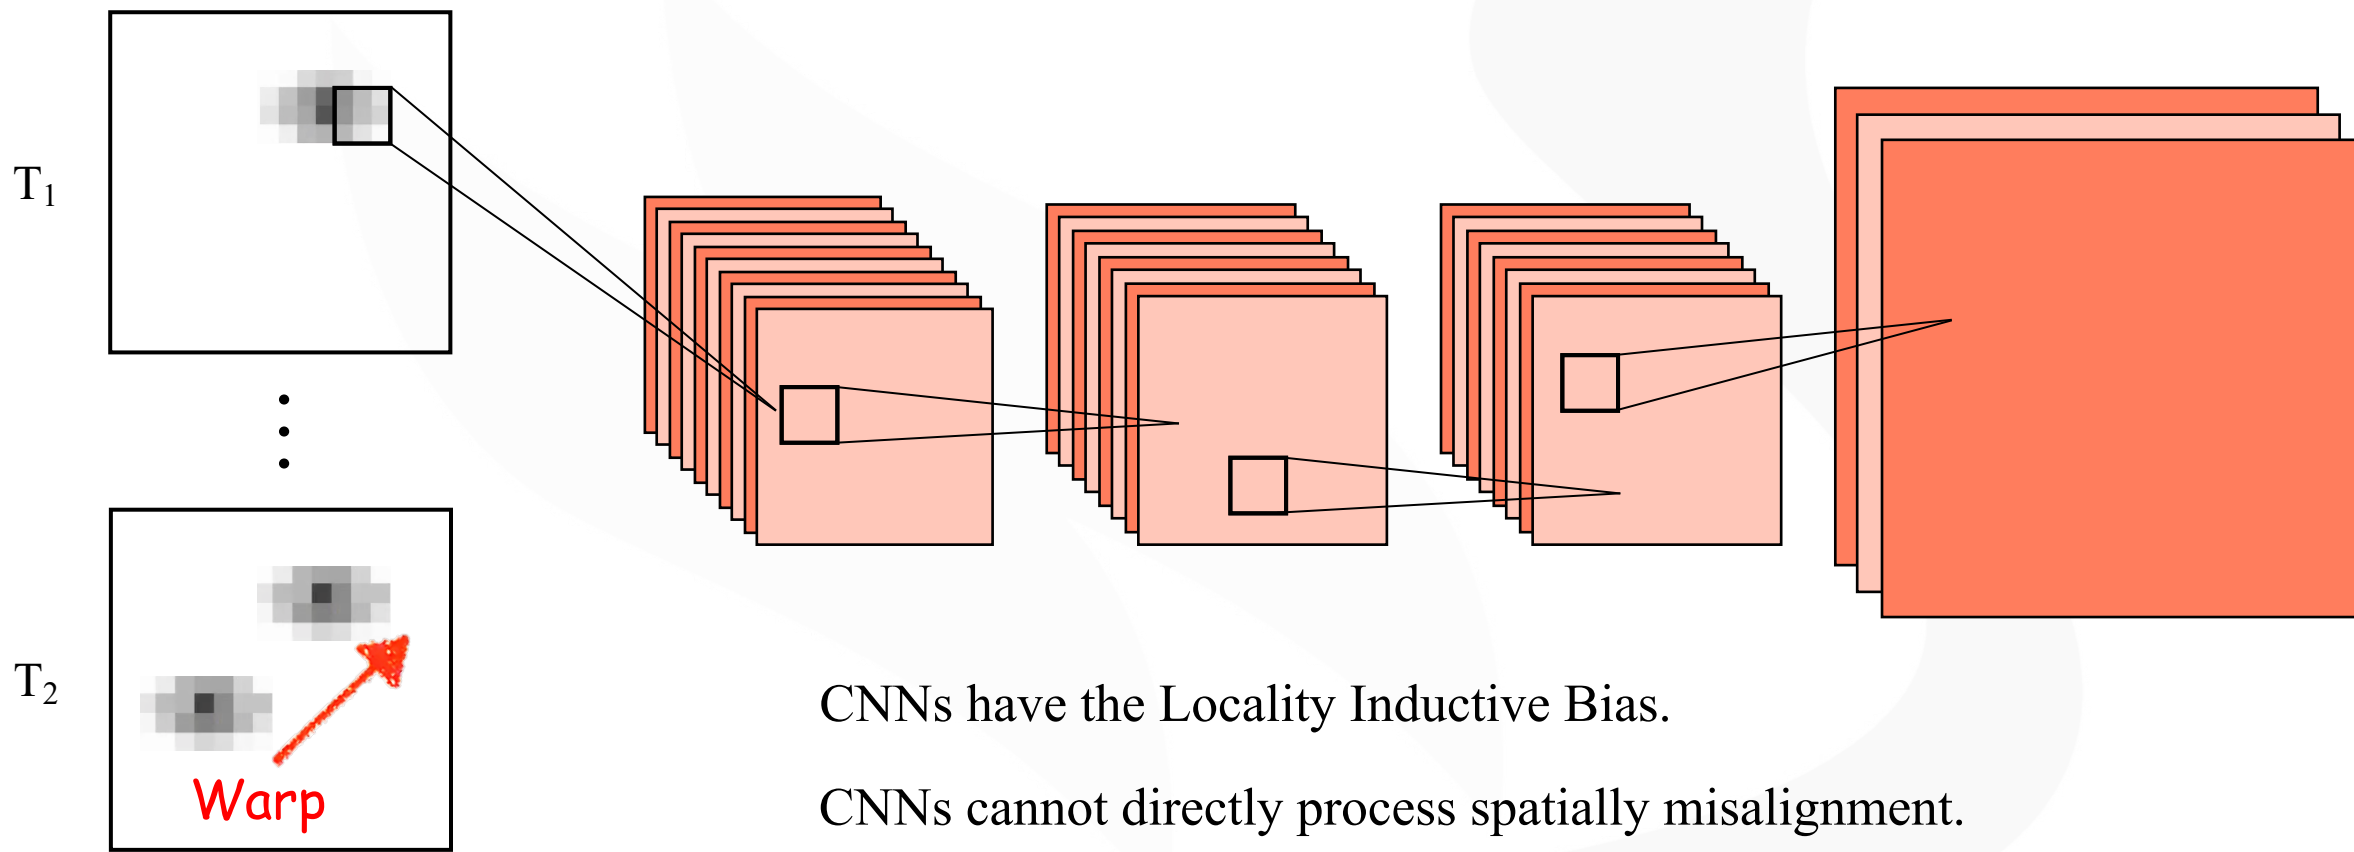 T₁
T₂
Warp
CNNs have the Locality Inductive Bias.
CNNs cannot directly process spatially misalignment.